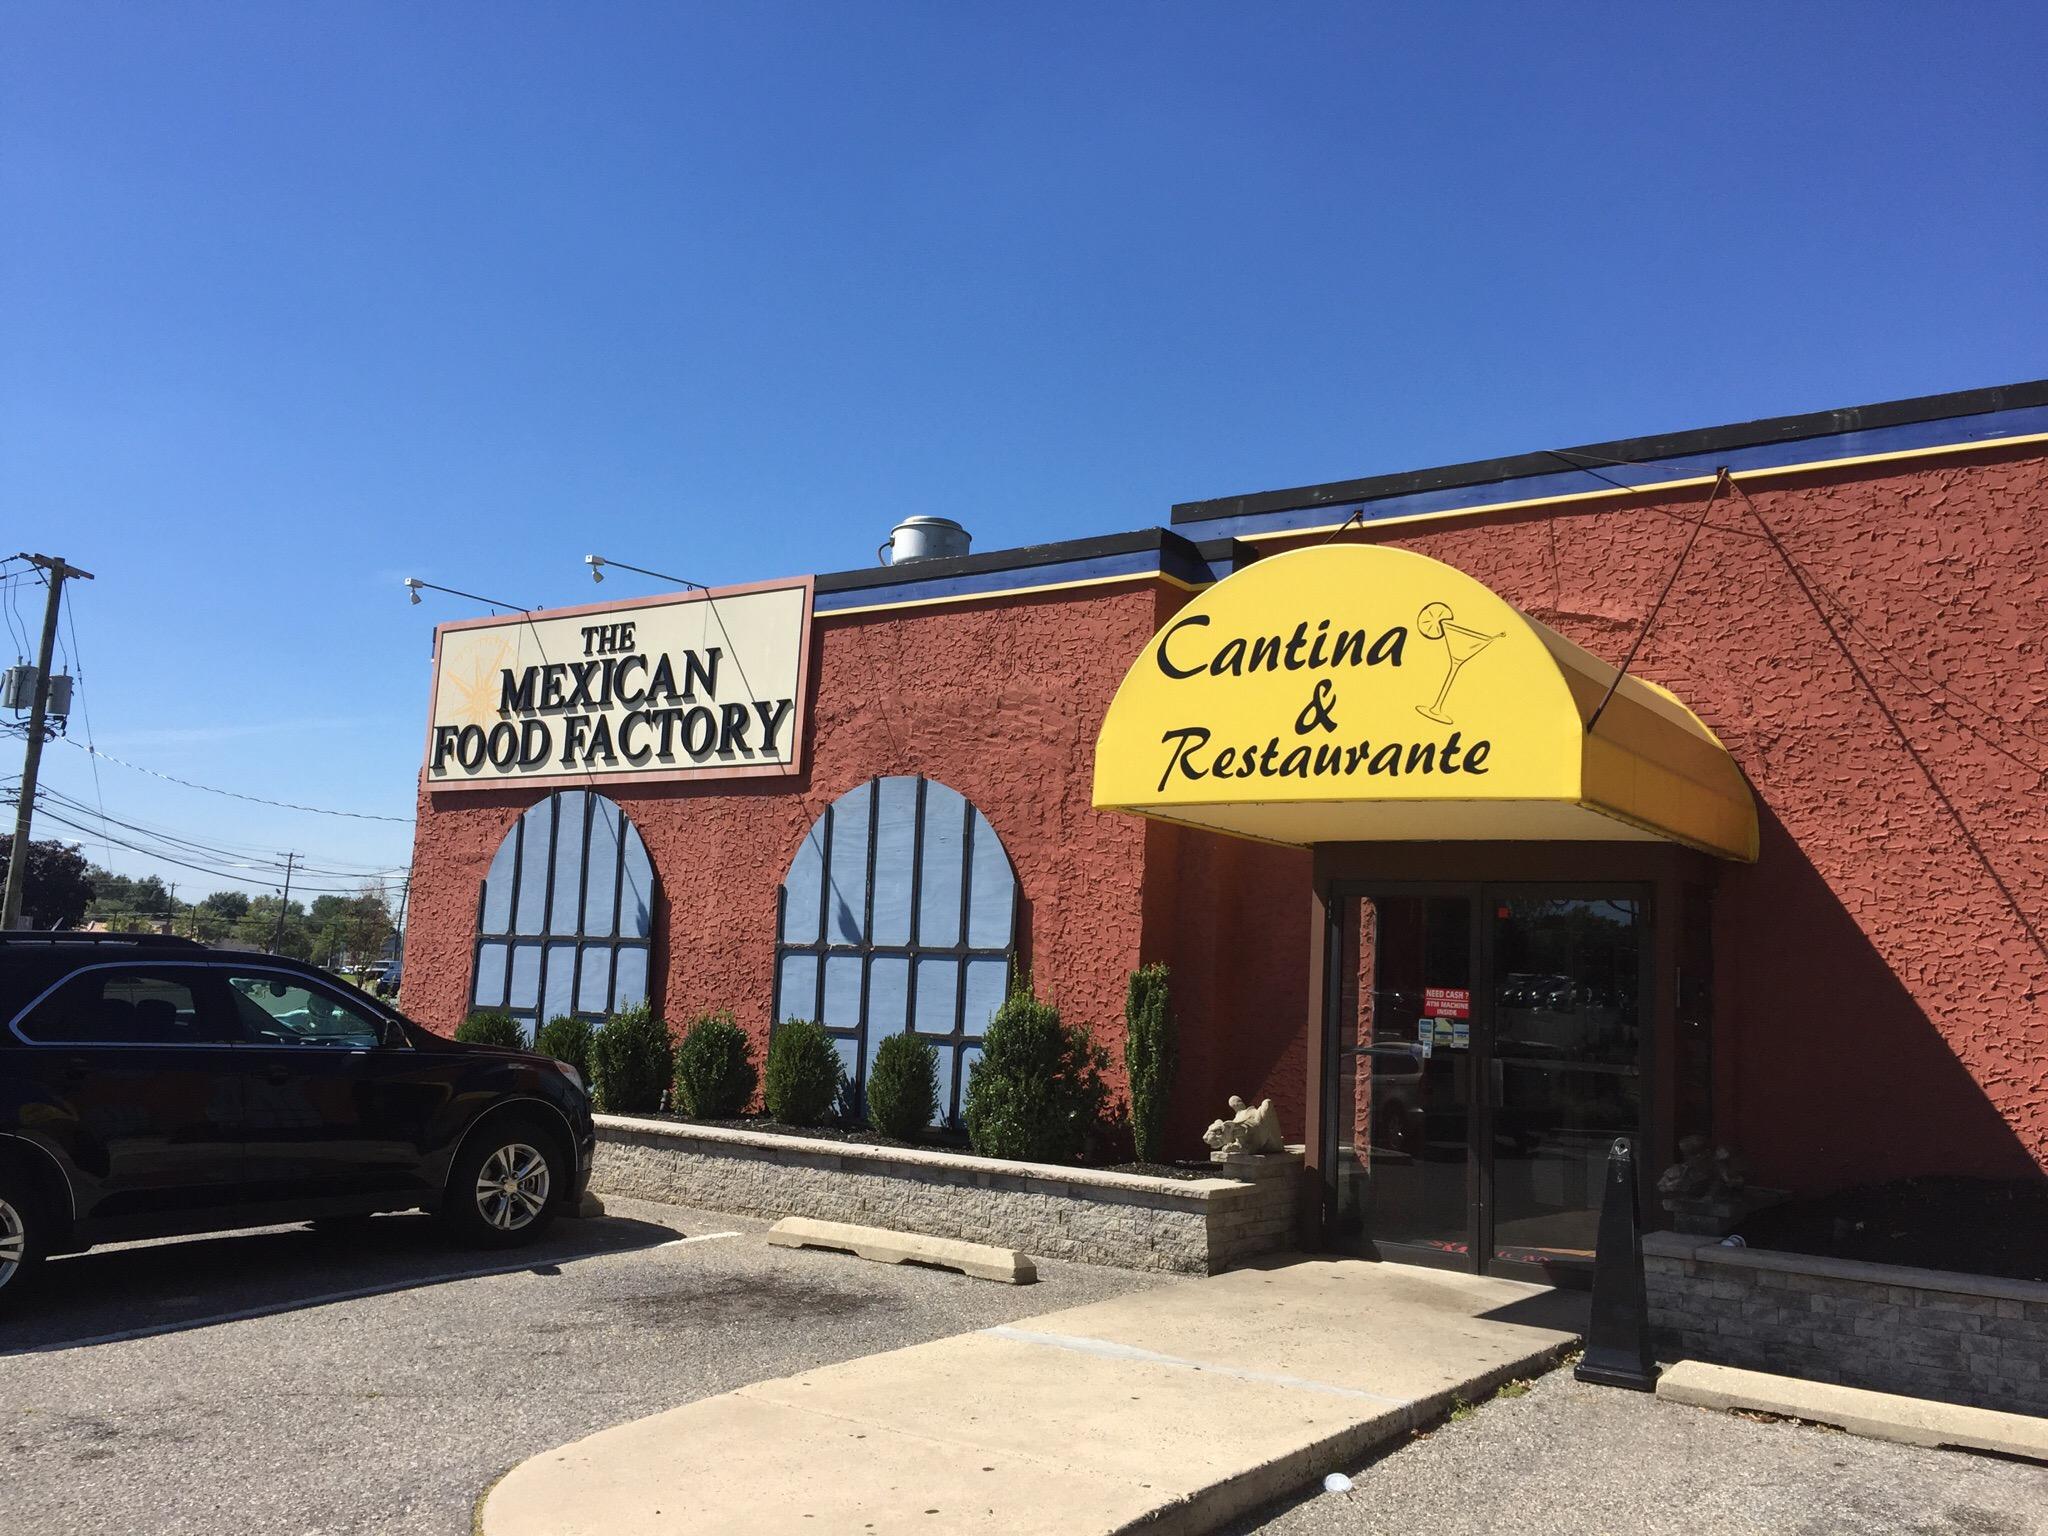 THE
MEXICAN
FOOD FACTORY
Cantina
&
Restaurante
NEED CASH ?
ATM MACHINE
INSIDE